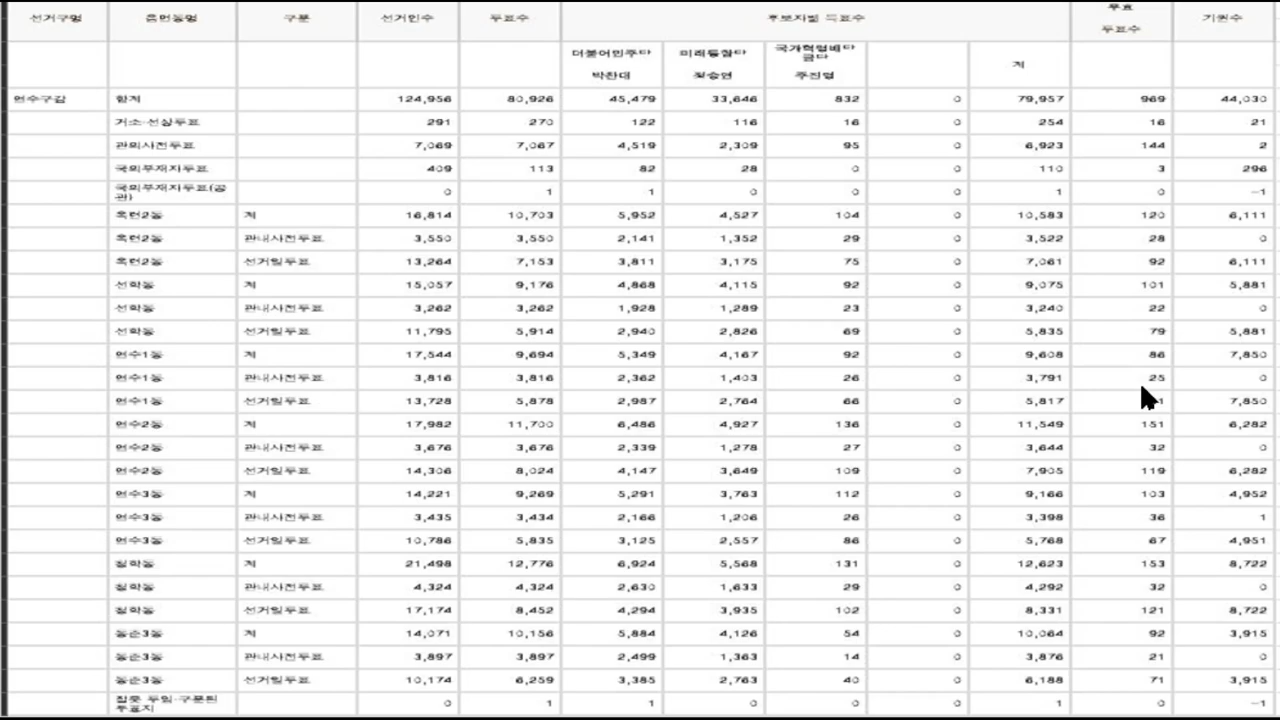 선거구명 읍면동명 구분 선거인수 투표수 후보자별 득표수 무효 투표수 기권수
더불어민주당 박찬대 미래통합당 정승연 국가혁명배당금당 주진영 계
연수구갑 합계 124,956 80,926 45,479 33,646 832 0 79,957 969 44,030
거소·선상투표 291 270 122 116 16 0 254 16 21
관외사전투표 7,069 7,067 4,519 2,309 95 0 6,923 144 2
국외부재자투표 409 113 82 28 0 0 110 3 296
국외부재자투표(공관) 0 1 1 0 0 0 1 0 -1
옥련2동 계 16,814 10,703 5,952 4,527 104 0 10,583 120 6,111
옥련2동 관내사전투표 3,550 3,550 2,141 1,352 29 0 3,522 28 0
옥련2동 선거일투표 13,264 7,153 3,811 3,175 75 0 7,061 92 6,111
선학동 계 15,057 9,176 4,868 4,115 92 0 9,075 101 5,881
선학동 관내사전투표 3,262 3,262 1,928 1,289 23 0 3,240 22 0
선학동 선거일투표 11,795 5,914 2,940 2,826 69 0 5,835 79 5,881
연수1동 계 17,544 9,694 5,349 4,167 92 0 9,608 86 7,850
연수1동 관내사전투표 3,816 3,816 2,362 1,403 26 0 3,791 25 0
연수1동 선거일투표 13,728 5,878 2,987 2,764 66 0 5,817 7,850
연수2동 계 17,982 11,700 6,486 4,927 136 0 11,549 151 6,282
연수2동 관내사전투표 3,676 3,676 2,339 1,278 27 0 3,644 32 0
연수2동 선거일투표 14,306 8,024 4,147 3,649 109 0 7,905 119 6,282
연수3동 계 14,221 9,269 5,291 3,763 112 0 9,166 103 4,952
연수3동 관내사전투표 3,435 3,434 2,166 1,206 26 0 3,398 36 1
연수3동 선거일투표 10,786 5,835 3,125 2,557 86 0 5,768 67 4,951
청학동 계 21,498 12,776 6,924 5,568 131 0 12,623 153 8,722
청학동 관내사전투표 4,324 4,324 2,630 1,633 29 0 4,292 32 0
청학동 선거일투표 17,174 8,452 4,294 3,935 102 0 8,331 121 8,722
동춘3동 계 14,071 10,156 5,884 4,126 54 0 10,064 92 3,915
동춘3동 관내사전투표 3,897 3,897 2,499 1,363 14 0 3,876 21 0
동춘3동 선거일투표 10,174 6,259 3,385 2,763 40 0 6,188 71 3,915
잘못 투입·구분된 투표지 0 1 1 0 0 0 1 0 -1